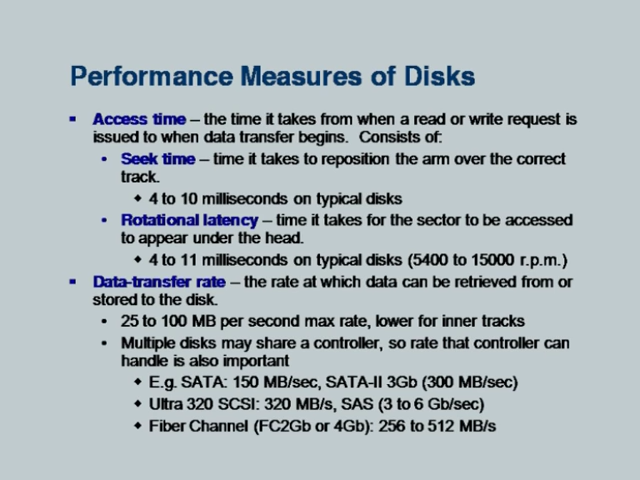 Performance Measures of Disks
▪ Access time – the time it takes from when a read or write request is
issued to when data transfer begins. Consists of:
• Seek time – time it takes to reposition the arm over the correct
track.
◆ 4 to 10 milliseconds on typical disks
• Rotational latency – time it takes for the sector to be accessed
to appear under the head.
◆ 4 to 11 milliseconds on typical disks (5400 to 15000 r.p.m.)
▪ Data-transfer rate – the rate at which data can be retrieved from or
stored to the disk.
• 25 to 100 MB per second max rate, lower for inner tracks
• Multiple disks may share a controller, so rate that controller can
handle is also important
◆ E.g. SATA: 150 MB/sec, SATA-II 3Gb (300 MB/sec)
◆ Ultra 320 SCSI: 320 MB/s, SAS (3 to 6 Gb/sec)
◆ Fiber Channel (FC2Gb or 4Gb): 256 to 512 MB/s